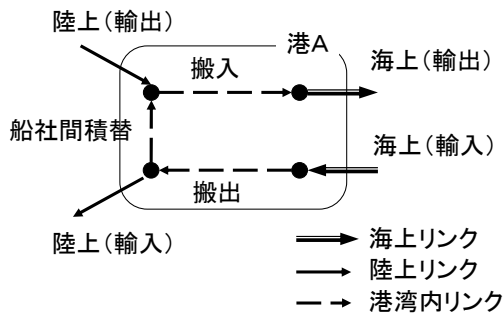 陸上（輸出）
港A
搬入
海上（輸出）
船社間積替
海上（輸入）
搬出
陸上（輸入）
海上リンク
陸上リンク
港湾内リンク